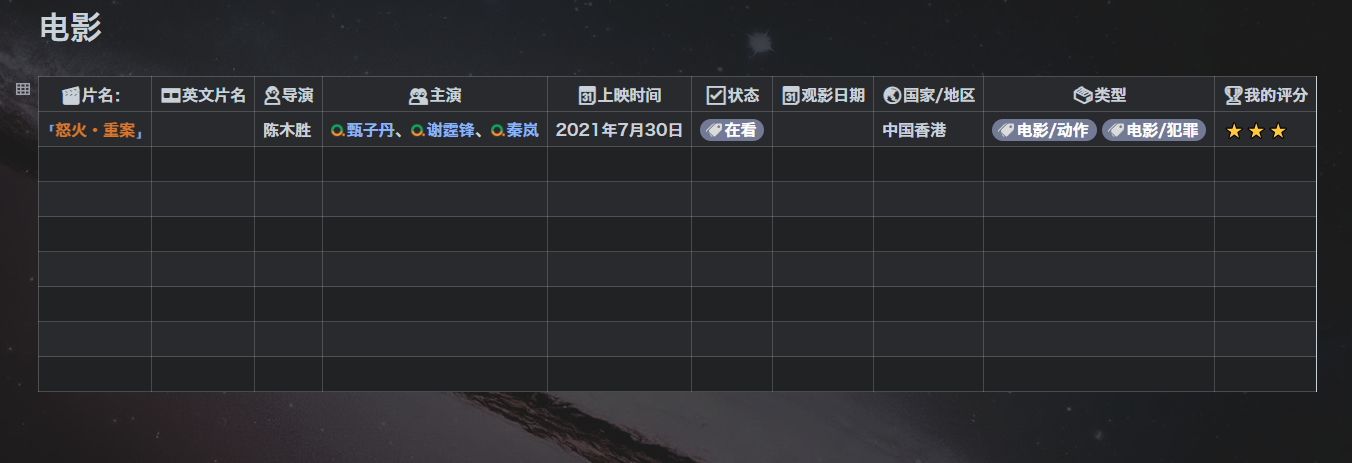 电影
片名: 英文片名 导演 主演 上映时间 状态 观影日期 国家/地区 类型 我的评分
「怒火·重案」 陈木胜 甄子丹、谢霆锋、秦岚 2021年7月30日 在看 中国香港 电影/动作 电影/犯罪